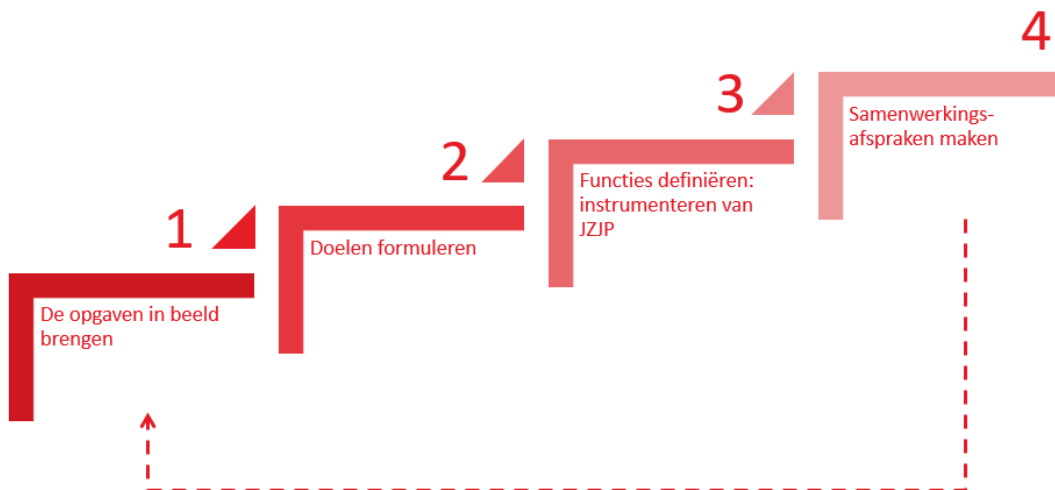 1
De opgaven in beeld
brengen
2
Doelen formuleren
3
Functies definiëren:
instrumenteren van
JZJP
4
Samenwerkings-
afspraken maken